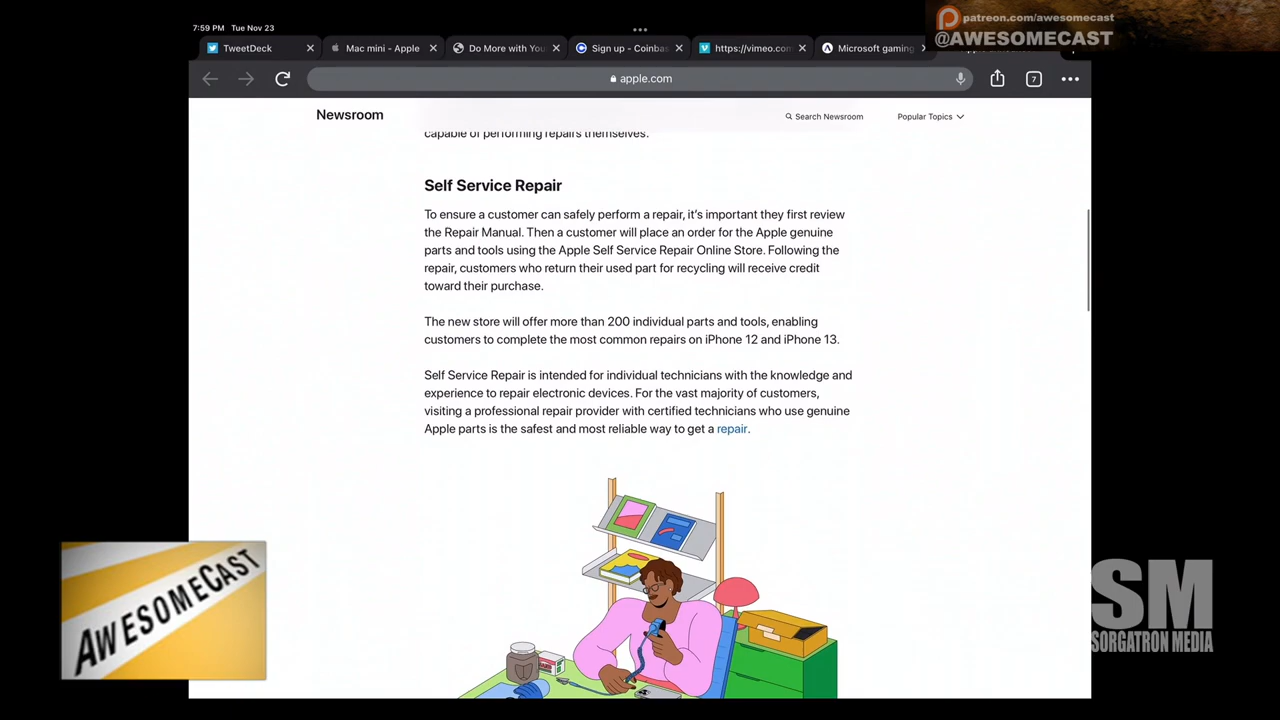 7:59 PM Tue Nov 23
patreon.com/awesomecast
@AWESOMECAST
TweetDeck
Mac mini - Apple
Do More with You
Sign up - Coinbas
https://vimeo.com
Microsoft gaming
apple.com
7
Newsroom
Search Newsroom
Popular Topics
capable of performing repairs themselves.
Self Service Repair
To ensure a customer can safely perform a repair, it's important they first review
the Repair Manual. Then a customer will place an order for the Apple genuine
parts and tools using the Apple Self Service Repair Online Store. Following the
repair, customers who return their used part for recycling will receive credit
toward their purchase.
The new store will offer more than 200 individual parts and tools, enabling
customers to complete the most common repairs on iPhone 12 and iPhone 13.
Self Service Repair is intended for individual technicians with the knowledge and
experience to repair electronic devices. For the vast majority of customers,
visiting a professional repair provider with certified technicians who use genuine
Apple parts is the safest and most reliable way to get a repair.
AWESOMECAST
SM
SORGATRON MEDIA